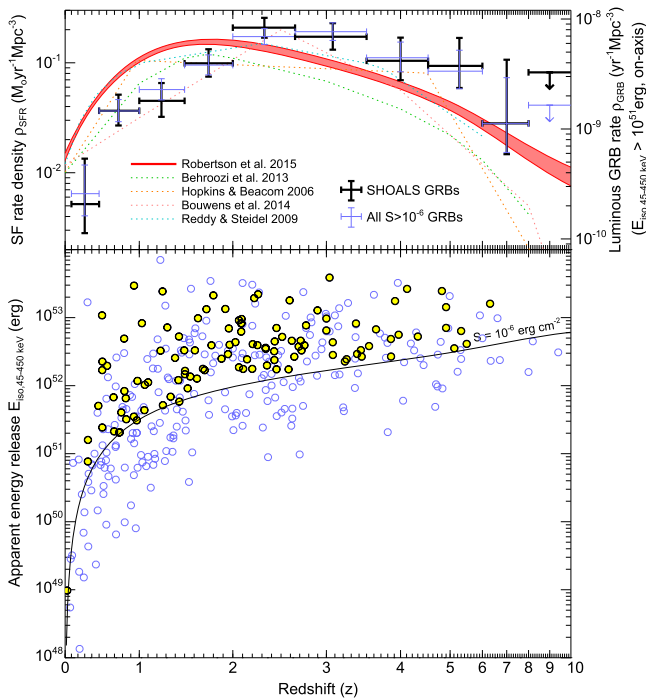 SF rate density ρSFR (M⊙yr⁻¹Mpc⁻³)
10⁻¹
10⁻²
Robertson et al. 2015
Behroozi et al. 2013
Hopkins & Beacom 2006
Bouwens et al. 2014
Reddy & Steidel 2009
SHOALS GRBs
All S>10⁻⁶ GRBs
10⁻⁸
10⁻⁹
10⁻¹⁰
Luminous GRB rate ρGRB (yr⁻¹Mpc⁻³)
(Eiso,45-450 keV > 10⁵¹erg, on-axis)
Apparent energy release Eiso,45-450 keV (erg)
10⁵³
10⁵²
10⁵¹
10⁵⁰
10⁴⁹
10⁴⁸
S = 10⁻⁶ erg cm⁻²
0 1 2 3 4 5 6 7 8 9 10
Redshift (z)